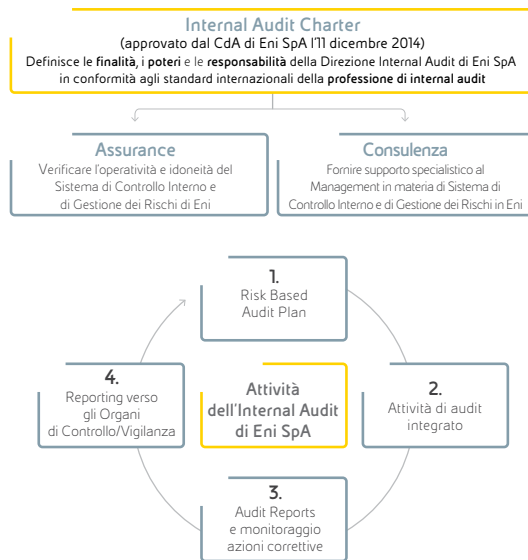 Internal Audit Charter
(approvato dal CdA di Eni SpA l'11 dicembre 2014)
Definisce le finalità, i poteri e le responsabilità della Direzione Internal Audit di Eni SpA
in conformità agli standard internazionali della professione di internal audit
Assurance
Verificare l'operatività e idoneità del
Sistema di Controllo Interno e
di Gestione dei Rischi di Eni
Consulenza
Fornire supporto specialistico al
Management in materia di Sistema di
Controllo Interno e di Gestione dei Rischi in Eni
1.
Risk Based
Audit Plan
4.
Reporting verso
gli Organi
di Controllo/Vigilanza
Attività
dell'Internal Audit
di Eni SpA
2.
Attività di audit
integrato
3.
Audit Reports
e monitoraggio
azioni correttive